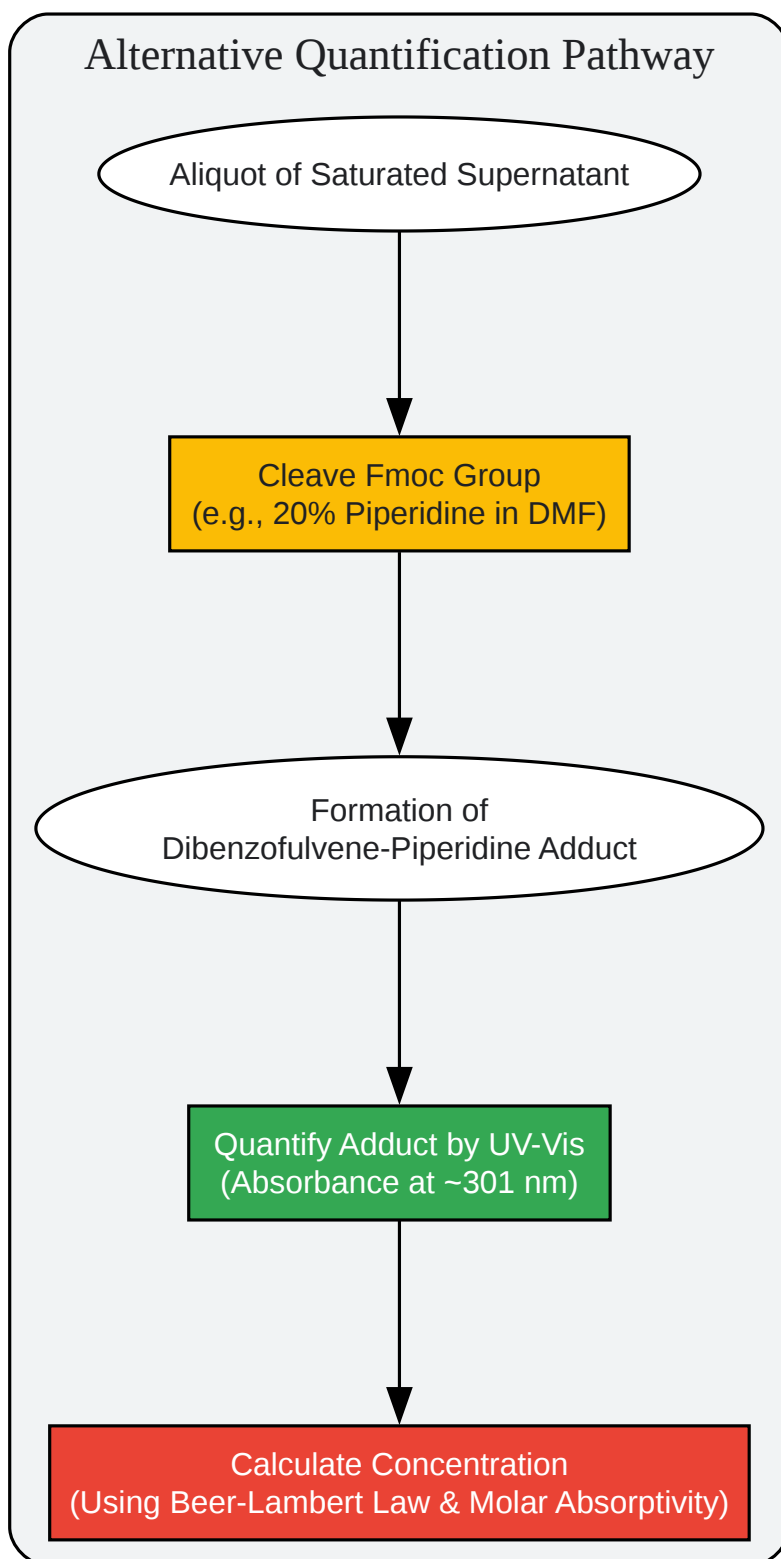 Alternative Quantification Pathway
Aliquot of Saturated Supernatant
Cleave Fmoc Group
(e.g., 20% Piperidine in DMF)
Formation of
Dibenzofulvene-Piperidine Adduct
Quantify Adduct by UV-Vis
(Absorbance at ~301 nm)
Calculate Concentration
(Using Beer-Lambert Law & Molar Absorptivity)